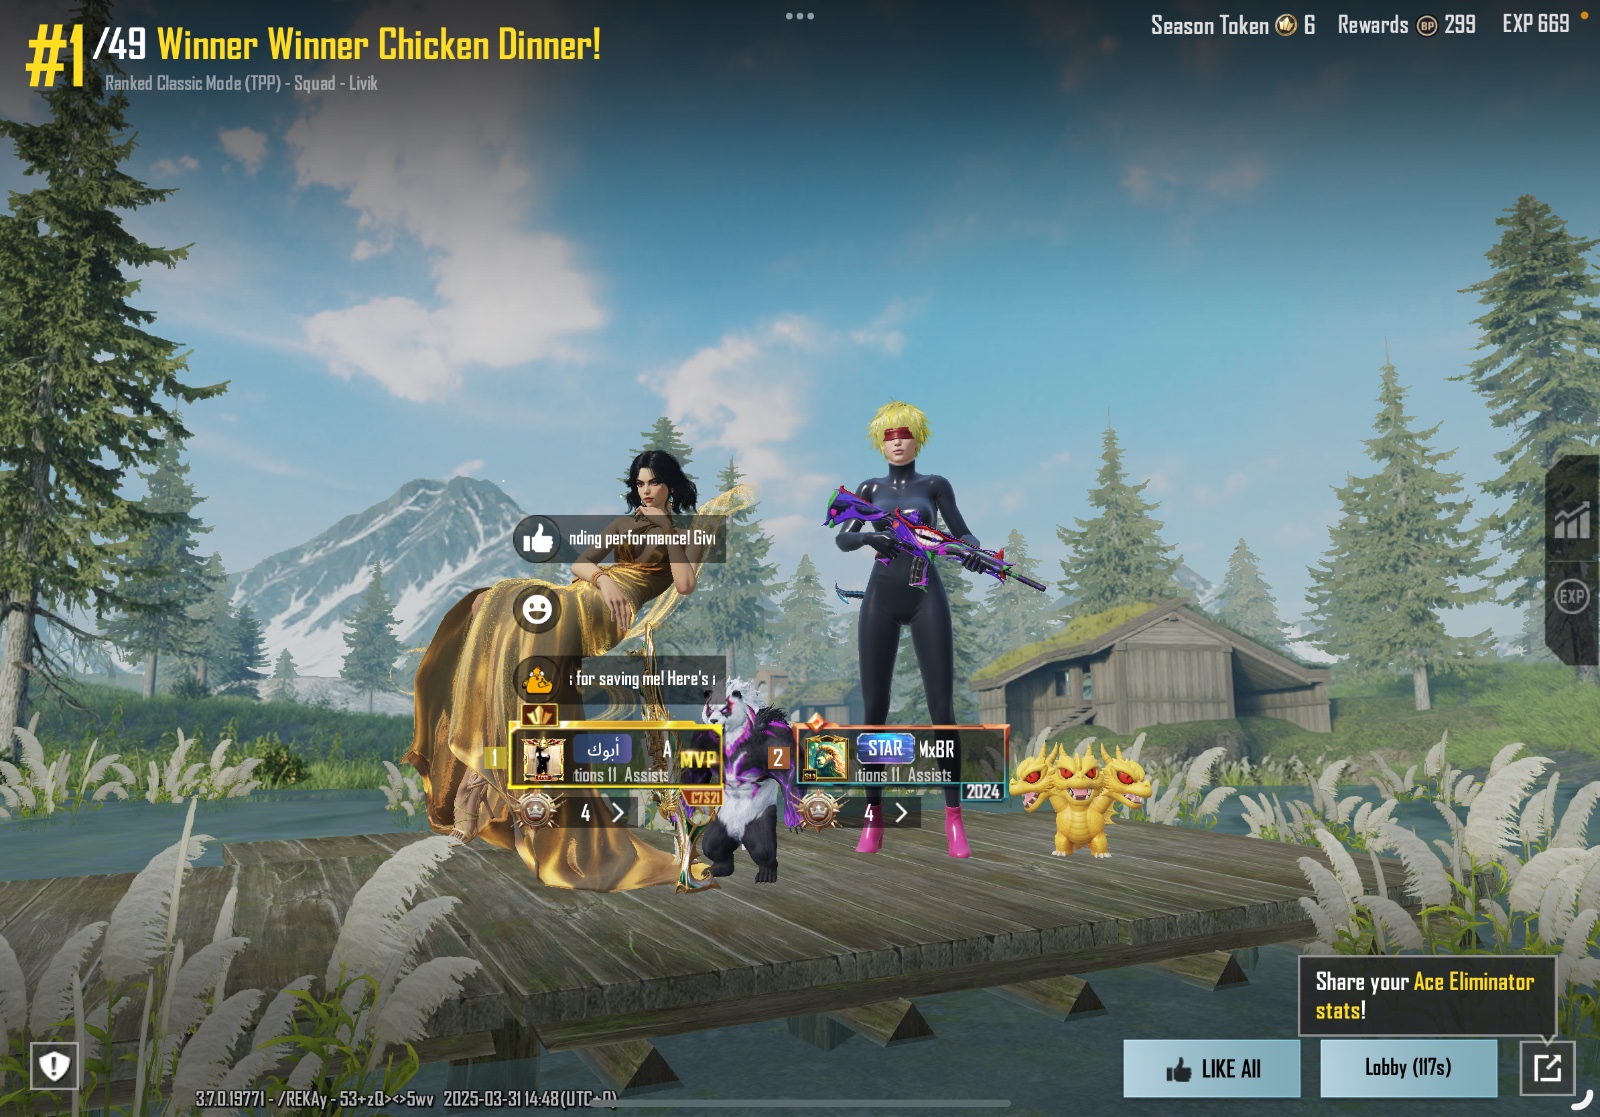 #1/49 Winner Winner Chicken Dinner!
Ranked Classic Mode (TPP) - Squad - Livik
Season Token 6 Rewards BP 299 EXP 669
nding performance! Givi
for saving me! Here's
1 أبوك A MVP
tions 11 Assists
C7S21
4
2 STAR MxBR
itions 11 Assists
2024
4
EXP
Share your Ace Eliminator
stats!
LIKE All
Lobby (117s)
3.7.0.19771 - /REKAy - 53+zQ><>5wv 2025-03-31 14:48(UTC+0)